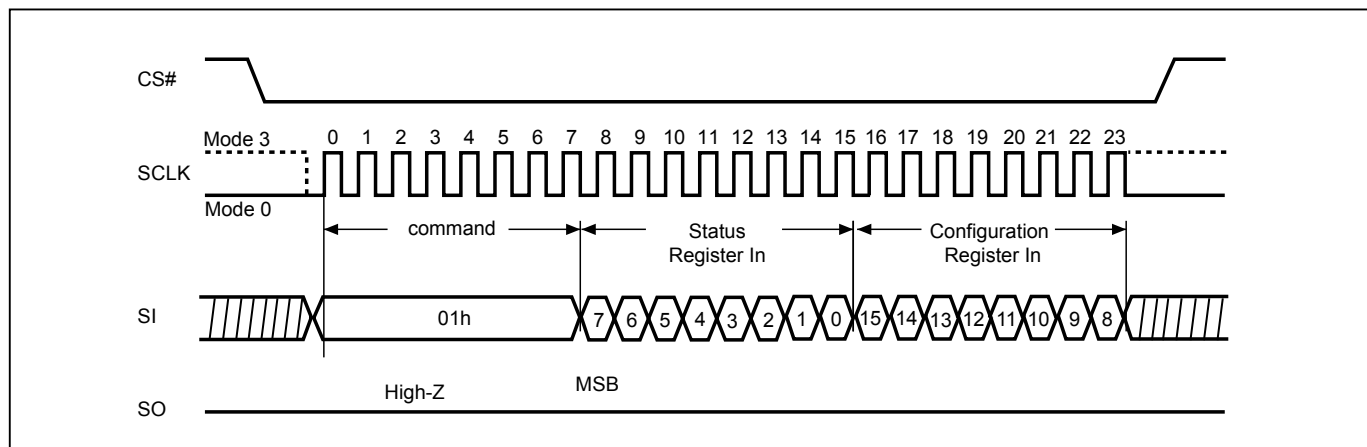 CS#
Mode 3
0 1 2 3 4 5 6 7 8 9 10 11 12 13 14 15 16 17 18 19 20 21 22 23
SCLK
Mode 0
command
Status
Register In
Configuration
Register In
SI
01h
7 6 5 4 3 2 1 0 15 14 13 12 11 10 9 8
High-Z
MSB
SO